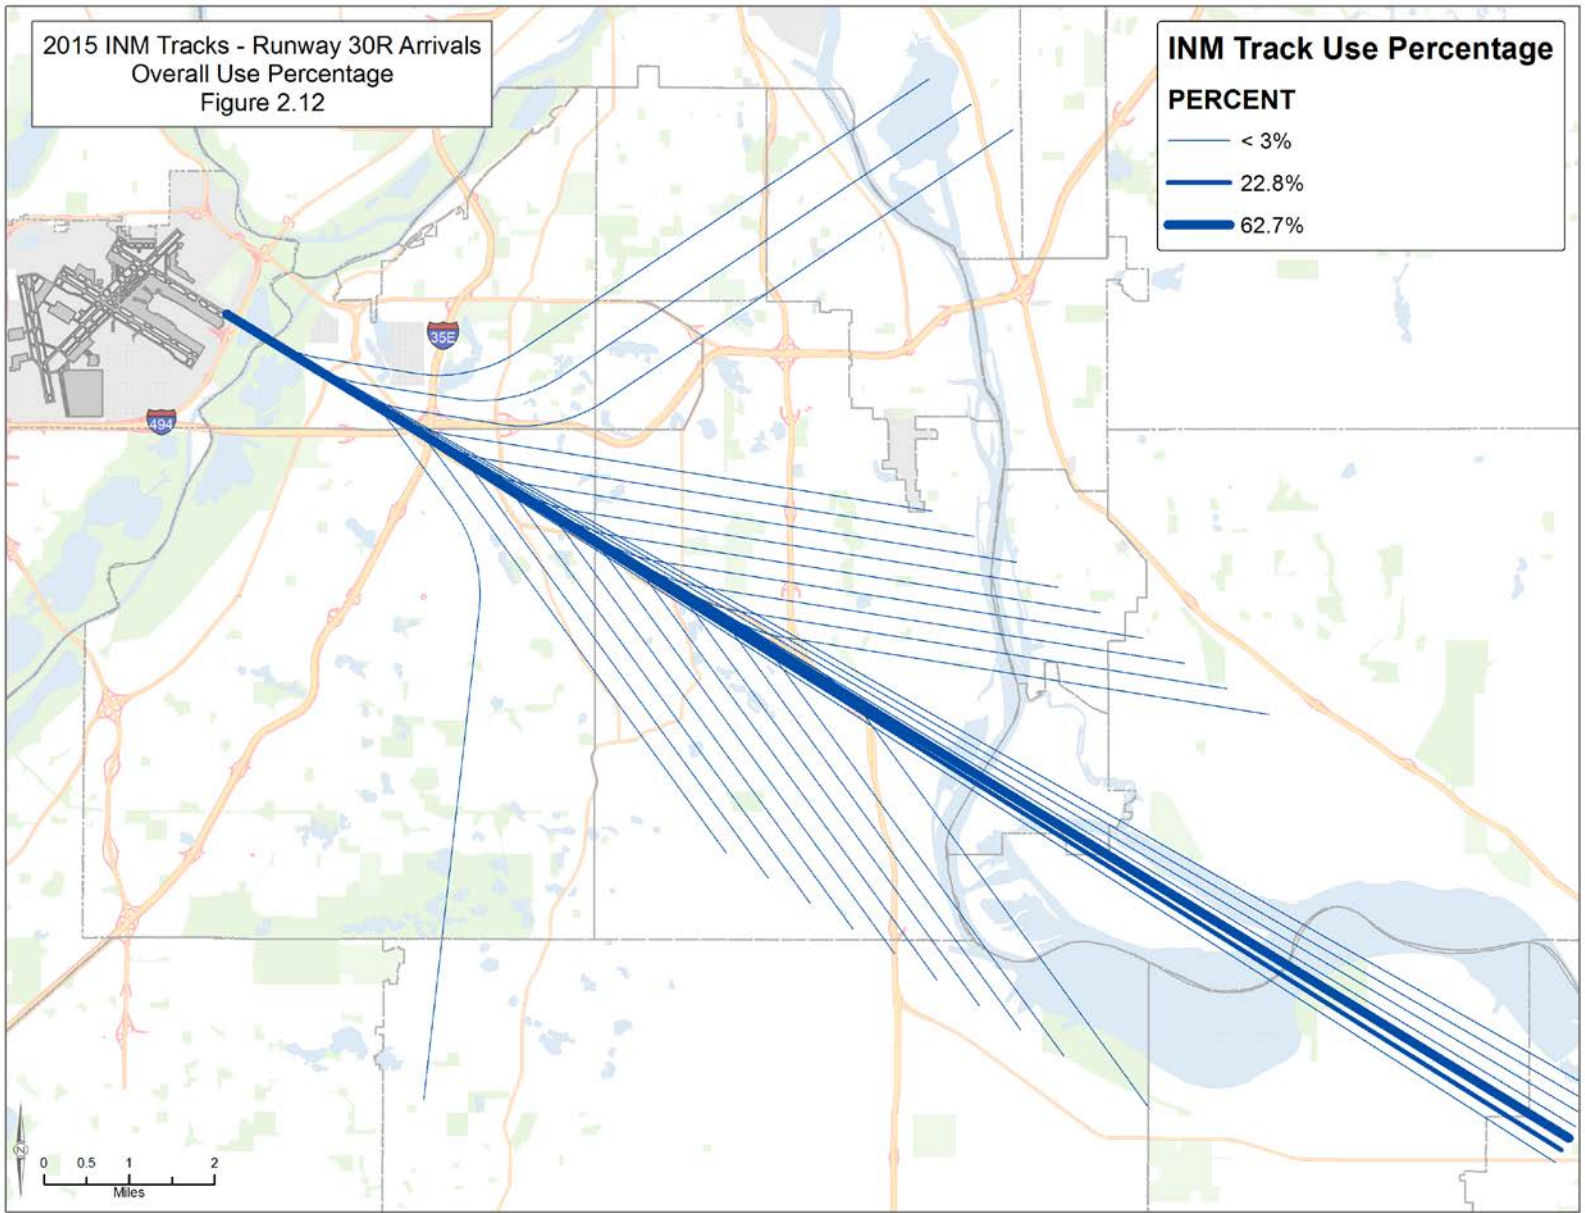 2015 INM Tracks - Runway 30R Arrivals
Overall Use Percentage
Figure 2.12
INM Track Use Percentage
PERCENT
< 3%
22.8%
62.7%
35E
494
N
0 0.5 1 2
Miles